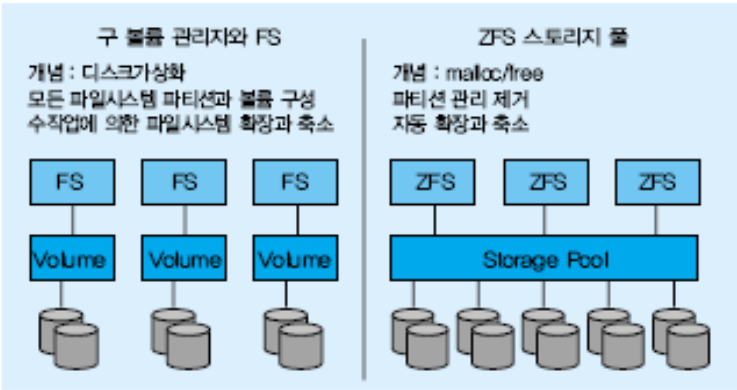 구 볼륨 관리자와 FS
개념 : 디스크가상화
모든 파일시스템 파티션과 볼륨 구성
수작업에 의한 파일시스템 확장과 축소
FS FS FS
Volume Volume Volume
ZFS 스토리지 풀
개념 : malloc/free
파티션 관리 제거
자동 확장과 축소
ZFS ZFS ZFS
Storage Pool